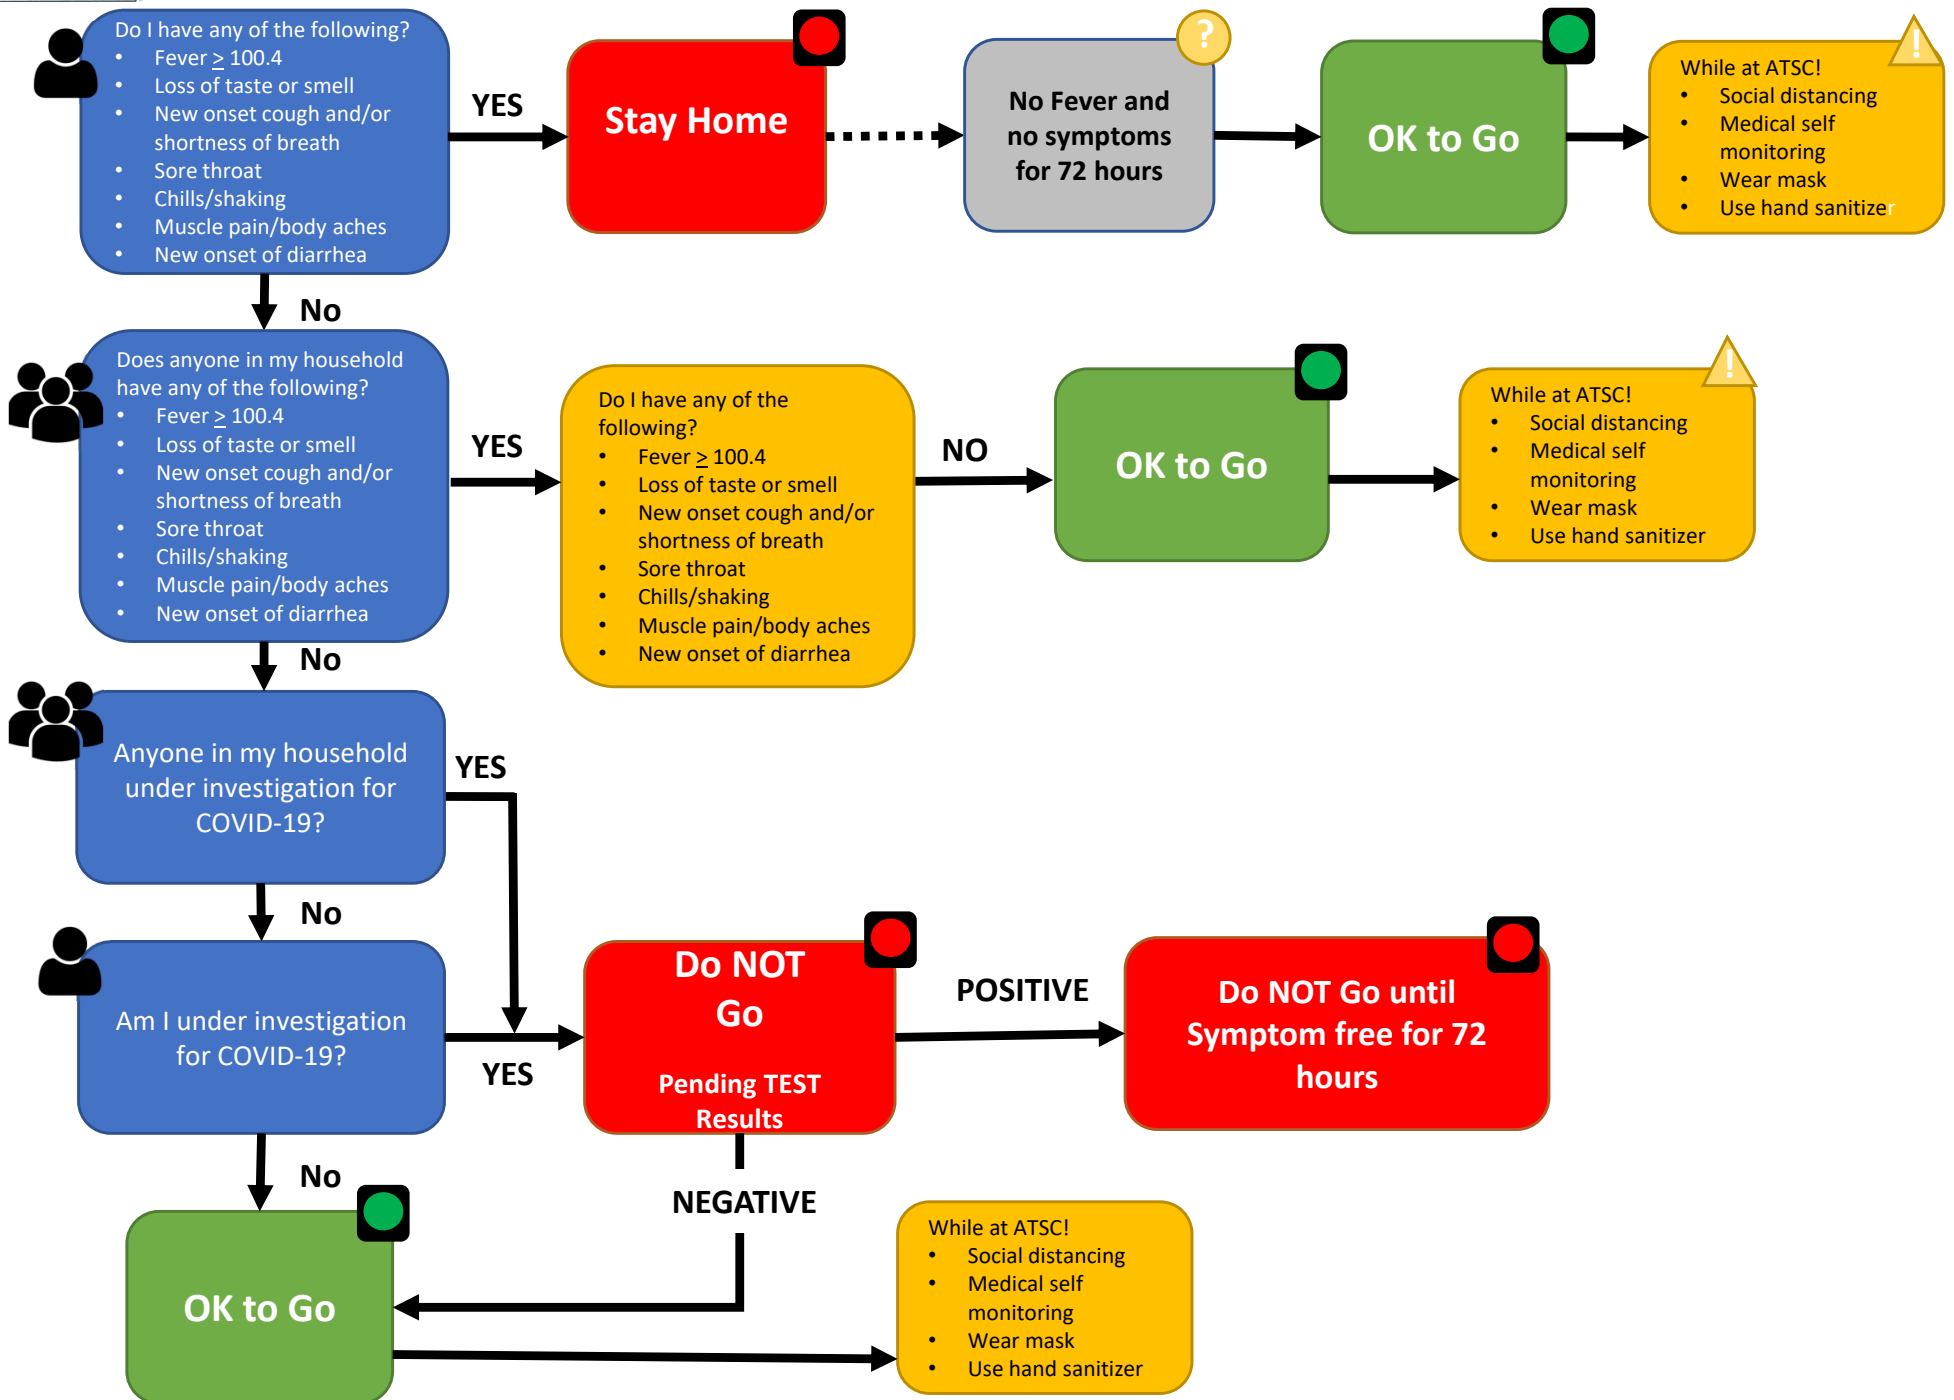 Do I have any of the following?
• Fever > 100.4
• Loss of taste or smell
• New onset cough and/or
shortness of breath
• Sore throat
• Chills/shaking
• Muscle pain/body aches
• New onset of diarrhea
YES
Stay Home
?
No Fever and
no symptoms
for 72 hours
OK to Go
!
While at ATSC!
• Social distancing
• Medical self
monitoring
• Wear mask
• Use hand sanitizer
No
Does anyone in my household
have any of the following?
• Fever > 100.4
• Loss of taste or smell
• New onset cough and/or
shortness of breath
• Sore throat
• Chills/shaking
• Muscle pain/body aches
• New onset of diarrhea
YES
Do I have any of the
following?
• Fever > 100.4
• Loss of taste or smell
• New onset cough and/or
shortness of breath
• Sore throat
• Chills/shaking
• Muscle pain/body aches
• New onset of diarrhea
NO
OK to Go
!
While at ATSC!
• Social distancing
• Medical self
monitoring
• Wear mask
• Use hand sanitizer
No
Anyone in my household
under investigation for
COVID-19?
YES
No
Am I under investigation
for COVID-19?
YES
Do NOT
Go
Pending TEST
Results
POSITIVE
Do NOT Go until
Symptom free for 72
hours
No
NEGATIVE
OK to Go
While at ATSC!
• Social distancing
• Medical self
monitoring
• Wear mask
• Use hand sanitizer